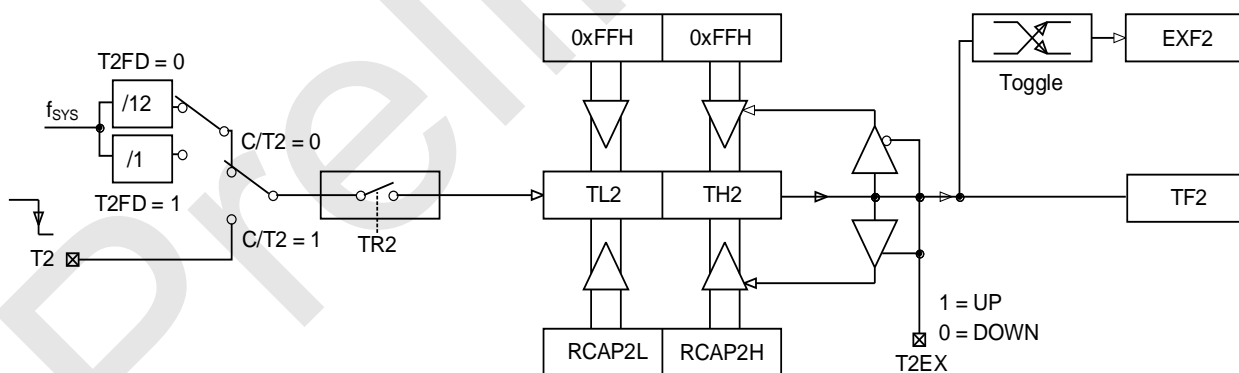 Preli
0xFFH 0xFFH
EXF2
Toggle
T2FD = 0
fSYS
/12
C/T2 = 0
/1
T2FD = 1
TL2 TH2
TF2
C/T2 = 1
TR2
T2
1 = UP
0 = DOWN
RCAP2L RCAP2H
T2EX